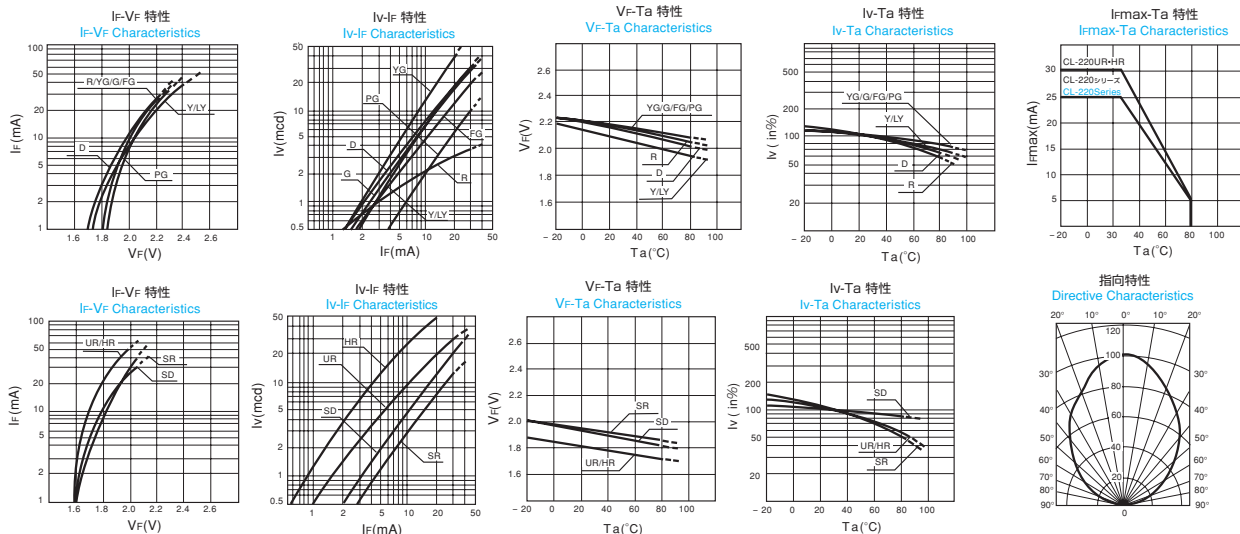 IF-VF 特性
IF-VF Characteristics
100
50
10
5
2
1
IF(mA)
R/YG/G/FG
Y/LY
D
PG
1.6 1.8 2.0 2.2 2.4 2.6
VF(V)
Iv-IF 特性
Iv-IF Characteristics
50
20
10
5
2
1
0.5
Iv(mcd)
YG
PG
FG
D
G
R
Y/LY
1 2 5 10 20 50
IF(mA)
VF-Ta 特性
VF-Ta Characteristics
2.6
2.4
2.2
2.0
1.8
1.6
VF(V)
YG/G/FG/PG
R
D
Y/LY
-20 0 20 40 60 80 100
Ta(°C)
Iv-Ta 特性
Iv-Ta Characteristics
500
100
50
20
Iv ( in%)
YG/G/FG/PG
Y/LY
D
R
-20 0 20 40 60 80 100
Ta(°C)
IFmax-Ta 特性
IFmax-Ta Characteristics
CL-220UR•HR
30
CL-220シリーズ
CL-220Series
25
15
5
IFmax(mA)
-20 0 20 40 60 80 100
Ta(°C)
IF-VF 特性
IF-VF Characteristics
100
50
10
5
2
1
IF(mA)
UR/HR
SR
SD
1.6 1.8 2.0 2.2 2.4 2.6
VF(V)
Iv-IF 特性
Iv-IF Characteristics
50
20
10
5
2
1
0.5
Iv(mcd)
HR
UR
SD
SR
1 2 5 10 20 50
IF(mA)
VF-Ta 特性
VF-Ta Characteristics
2.6
2.2
2.0
1.8
1.6
VF(V)
SR
SD
UR/HR
-20 0 20 40 60 80 100
Ta(°C)
Iv-Ta 特性
Iv-Ta Characteristics
500
100
50
20
Iv ( in%)
SD
UR/HR
SR
-20 0 20 40 60 80 100
Ta(°C)
指向特性
Directive Characteristics
20° 10° 0° 10° 20°
120
100
80
60
40
20
30° 30°
40° 40°
50° 50°
60° 60°
70° 70°
80° 80°
90° 90°
0